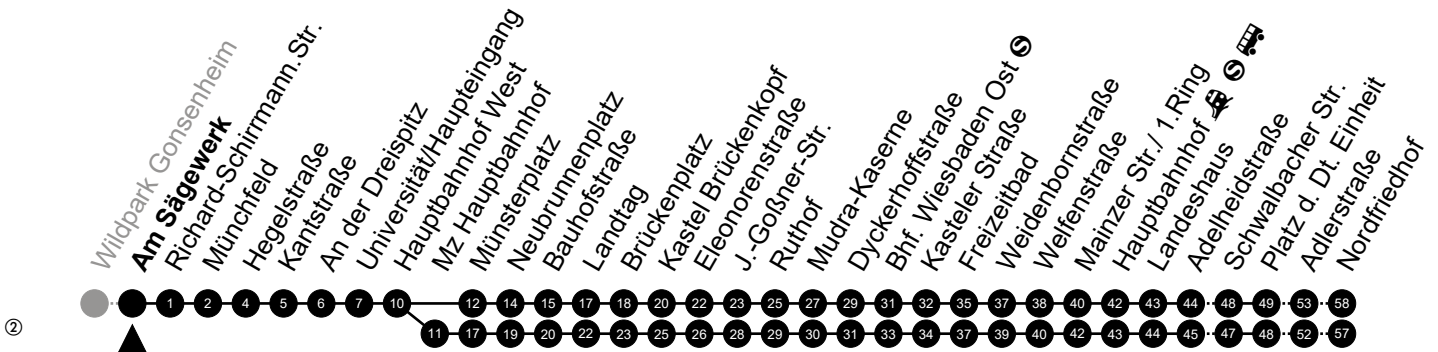 Wildpark Gonsenheim
Am Sägewerk
Richard-Schirrmann.Str.
Münchfeld
Hegelstraße
Kantstraße
An der Dreispitz
Universität/Haupteingang
Hauptbahnhof West
Mz Hauptbahnhof
Münsterplatz
Neubrunnenplatz
Bauhofstraße
Landtag
Brückenplatz
Kastel Brückenkopf
Eleonorenstraße
J.-Goßner-Str.
Ruthof
Mudra-Kaserne
Dyckerhoffstraße
Bhf. Wiesbaden Ost S
Kasteler Straße
Freizeitbad
Weidenbornstraße
Welfenstraße
Mainzer Str./ 1.Ring
Hauptbahnhof S
Landeshaus
Adelheidstraße
Schwalbacher Str.
Platz d. Dt. Einheit
Adlerstraße
Nordfriedhof
1 2 4 5 6 7 10 12 14 15 17 18 20 22 23 25 27 29 31 32 35 37 38 40 42 43 44 48 49 53 58
② 11 17 19 20 22 23 25 26 28 29 30 31 33 34 37 39 40 42 43 44 45 47 48 52 57